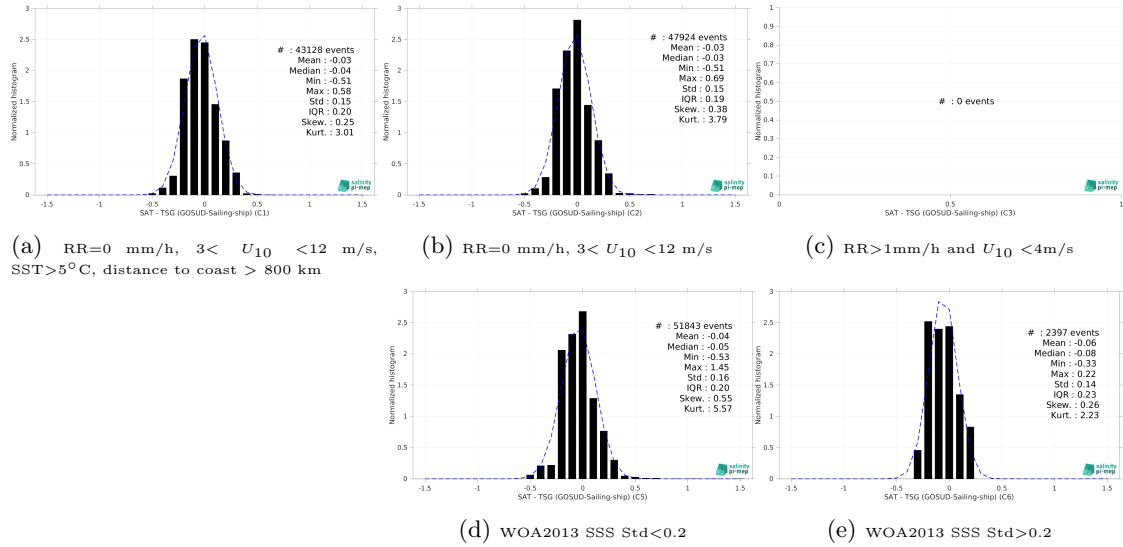 3
2.5
2
1.5
1
0.5
0
Normalized histogram
# : 43128 events
Mean : -0.03
Median : -0.04
Min : -0.51
Max : 0.58
Std : 0.15
IQR : 0.20
Skew. : 0.25
Kurt. : 3.01
salinity
pi-mep
-1.5 -1 -0.5 0 0.5 1 1.5
SAT - TSG (GOSUD-Sailing-ship) (C1)
(a) RR=0 mm/h, 3< U10 <12 m/s,
SST>5°C, distance to coast > 800 km
3
2.5
2
1.5
1
0.5
0
Normalized histogram
# : 47924 events
Mean : -0.03
Median : -0.03
Min : -0.51
Max : 0.69
Std : 0.15
IQR : 0.19
Skew. : 0.38
Kurt. : 3.79
salinity
pi-mep
-1.5 -1 -0.5 0 0.5 1 1.5
SAT - TSG (GOSUD-Sailing-ship) (C2)
(b) RR=0 mm/h, 3< U10 <12 m/s
1
0.9
0.8
0.7
0.6
0.5
0.4
0.3
0.2
0.1
0
Normalized histogram
# : 0 events
salinity
pi-mep
0 0.5 1
SAT - TSG (GOSUD-Sailing-ship) (C3)
(c) RR>1mm/h and U10 <4m/s
3
2.5
2
1.5
1
0.5
0
Normalized histogram
# : 51843 events
Mean : -0.04
Median : -0.05
Min : -0.53
Max : 1.45
Std : 0.16
IQR : 0.20
Skew. : 0.55
Kurt. : 5.57
salinity
pi-mep
-1.5 -1 -0.5 0 0.5 1 1.5
SAT - TSG (GOSUD-Sailing-ship) (C5)
(d) WOA2013 SSS Std<0.2
3
2.5
2
1.5
1
0.5
0
Normalized histogram
# : 2397 events
Mean : -0.06
Median : -0.08
Min : -0.33
Max : 0.22
Std : 0.14
IQR : 0.23
Skew. : 0.26
Kurt. : 2.23
salinity
pi-mep
-1.5 -1 -0.5 0 0.5 1 1.5
SAT - TSG (GOSUD-Sailing-ship) (C6)
(e) WOA2013 SSS Std>0.2